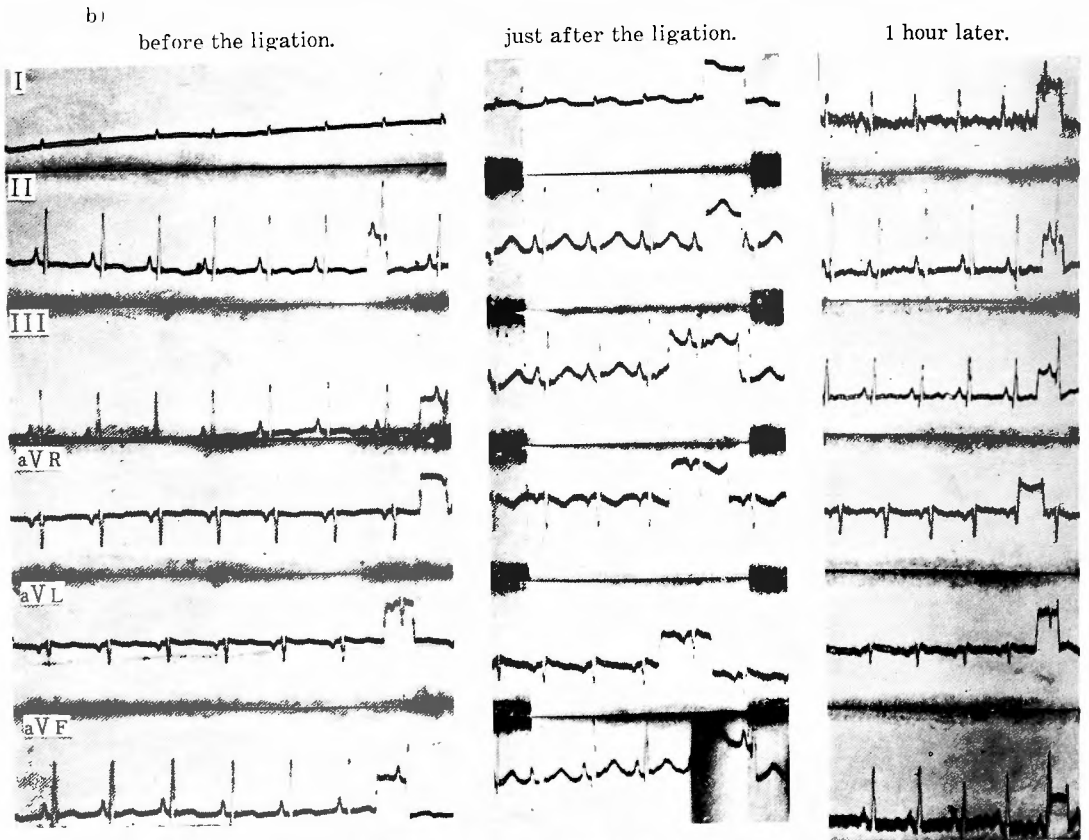 b)
before the ligation.
just after the ligation.
1 hour later.
I
II
III
aVR
aVL
aVF